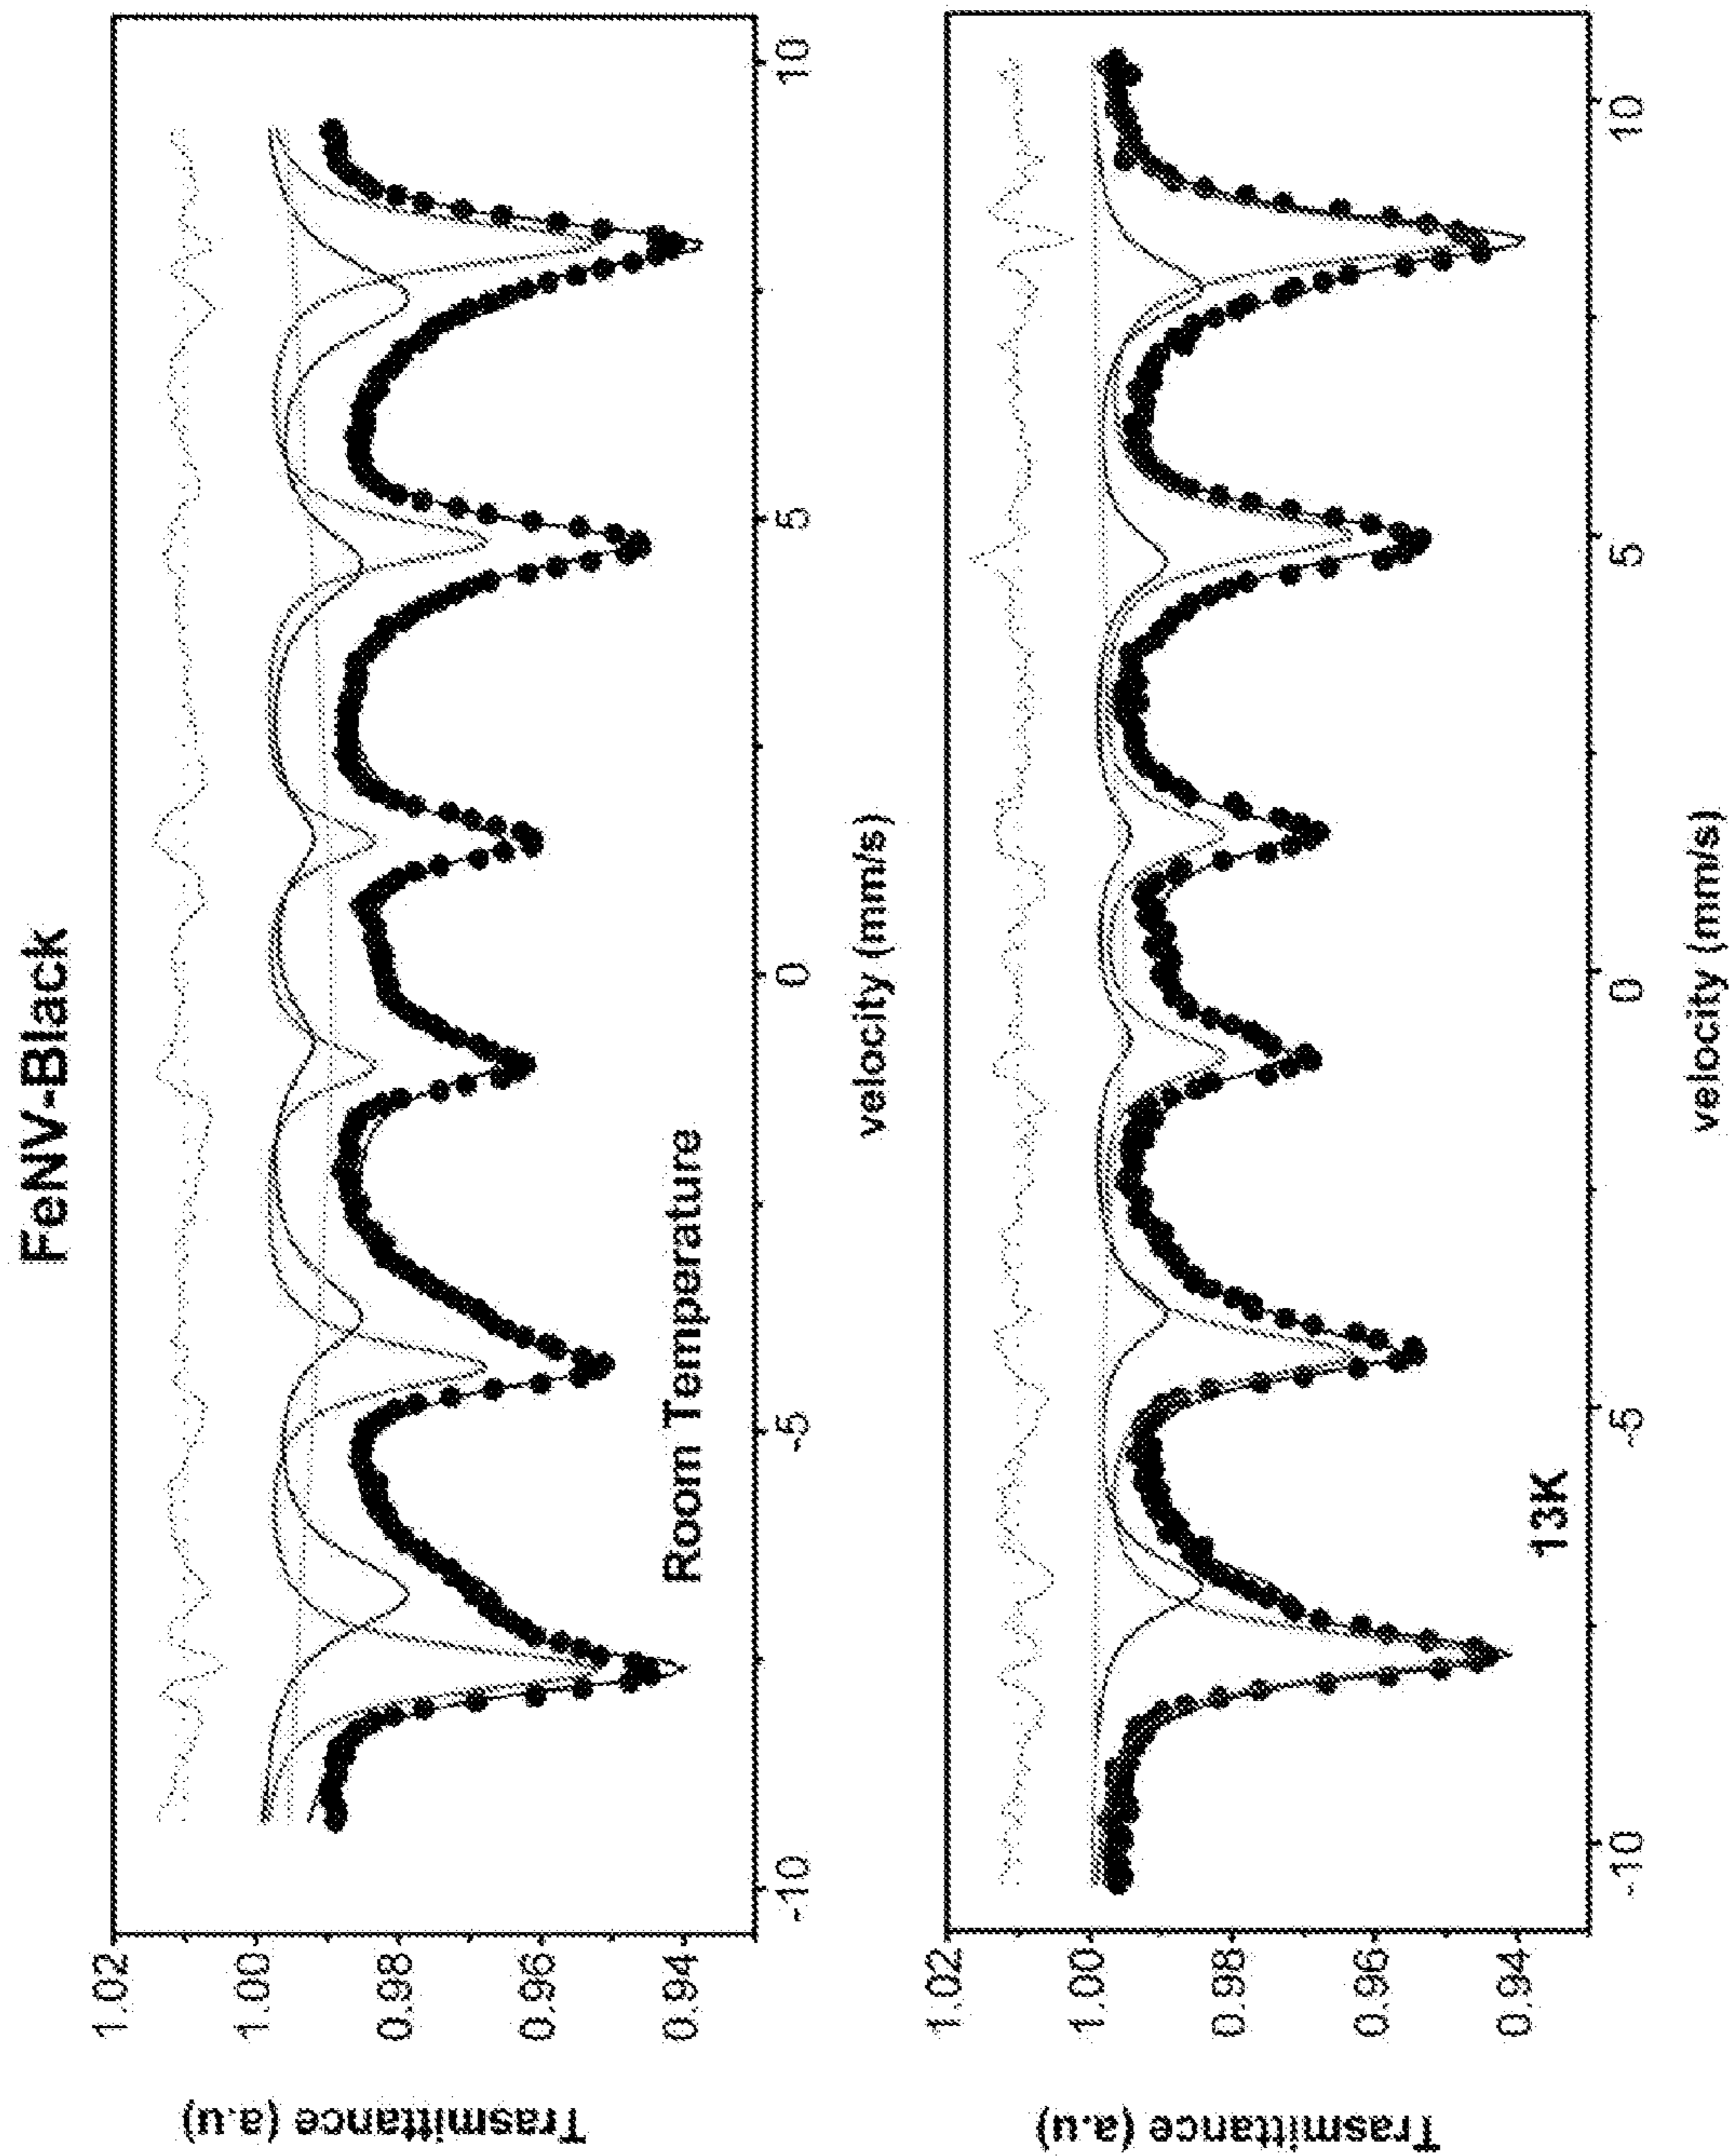 FeNV-Black
Trasmittance (a.u)
1.02
1.00
0.98
0.96
0.94
Room Temperature
-10
-5
0
5
10
velocity (mm/s)
Trasmittance (a.u)
1.02
1.00
0.98
0.96
0.94
13K
-10
-5
0
5
10
velocity (mm/s)